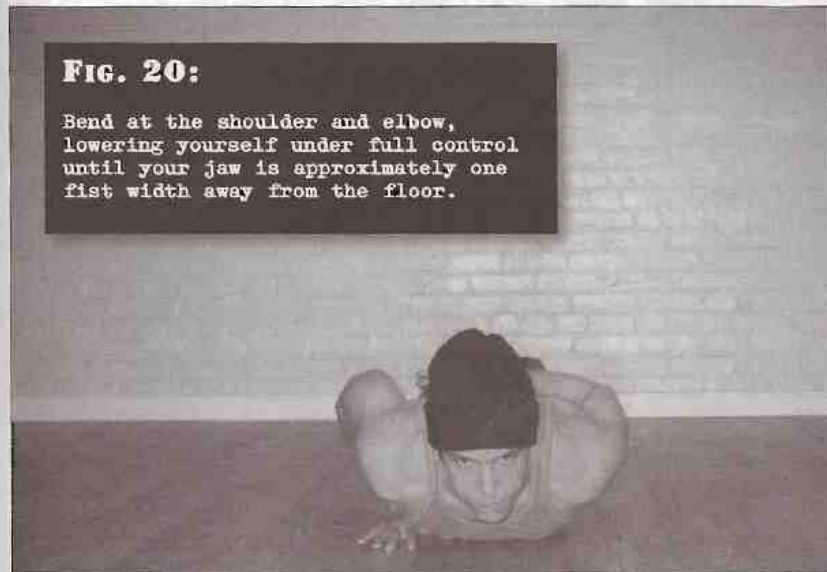 FIG. 20:
Bend at the shoulder and elbow,
lowering yourself under full control
until your jaw is approximately one
fist width away from the floor.